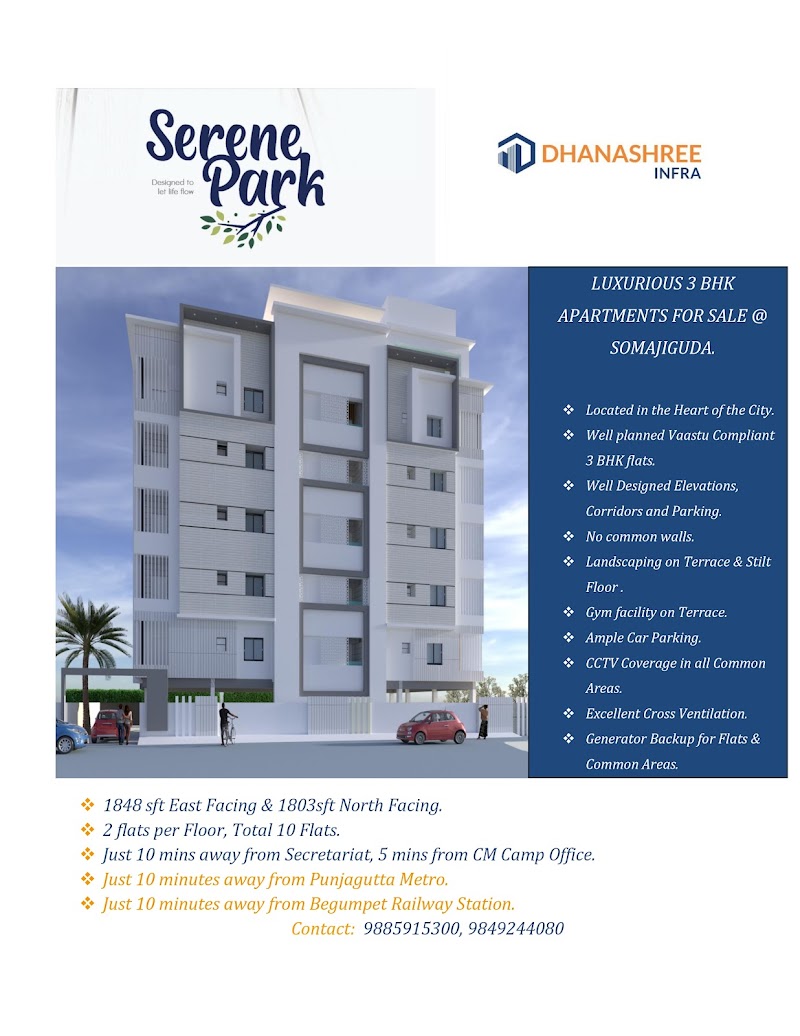 Serene
Designed to
let life flow
Park
DHANASHREE
INFRA
LUXURIOUS 3 BHK
APARTMENTS FOR SALE @
SOMAJIGUDA.
❖ Located in the Heart of the City.
❖ Well planned Vaastu Compliant
3 BHK flats.
❖ Well Designed Elevations,
Corridors and Parking.
❖ No common walls.
❖ Landscaping on Terrace & Stilt
Floor .
❖ Gym facility on Terrace.
❖ Ample Car Parking.
❖ CCTV Coverage in all Common
Areas.
❖ Excellent Cross Ventilation.
❖ Generator Backup for Flats &
Common Areas.
❖ 1848 sft East Facing & 1803sft North Facing.
❖ 2 flats per Floor, Total 10 Flats.
❖ Just 10 mins away from Secretariat, 5 mins from CM Camp Office.
❖ Just 10 minutes away from Punjagutta Metro.
❖ Just 10 minutes away from Begumpet Railway Station.
Contact: 9885915300, 9849244080